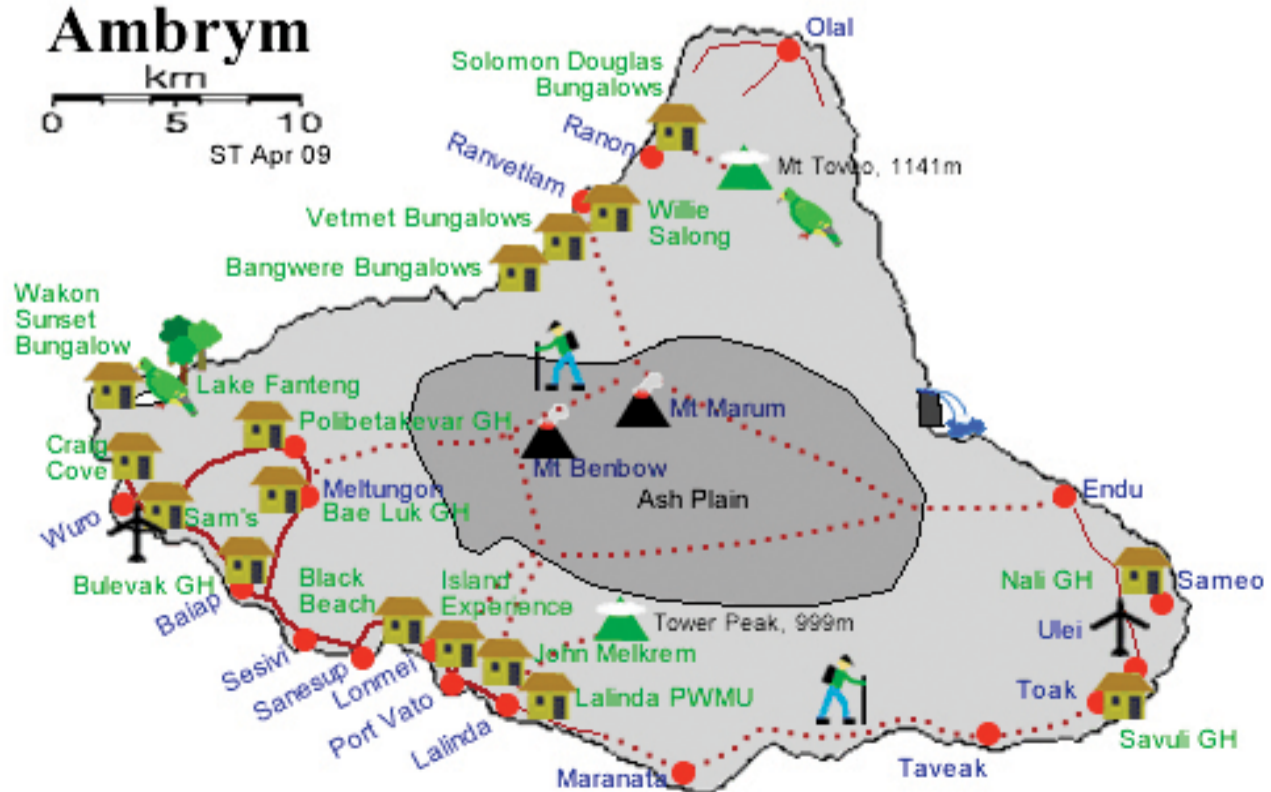 Ambrym
km
0 5 10
ST Apr 09
Olal
Solomon Douglas
Bungalows
Ranon
Mt Tovio, 1141m
Ranvetlam
Willie
Salong
Vetmet Bungalows
Bangwere Bungalows
Wakon
Sunset
Bungalow
Lake Fanteng
Polibetakevar GH
Mt Marum
Craig
Cove
Mt Benbow
Meltungon
Ash Plain
Endu
Bae Luk GH
Sam's
Wuro
Bulevak GH
Black
Beach
Island
Experience
Nali GH
Sameo
Baiap
Tower Peak, 999m
Ulei
John Melkrem
Sesivi
Sanesup
Lonmei
Lalinda PWMU
Toak
Port Vato
Lalinda
Savuli GH
Maranata
Taveak